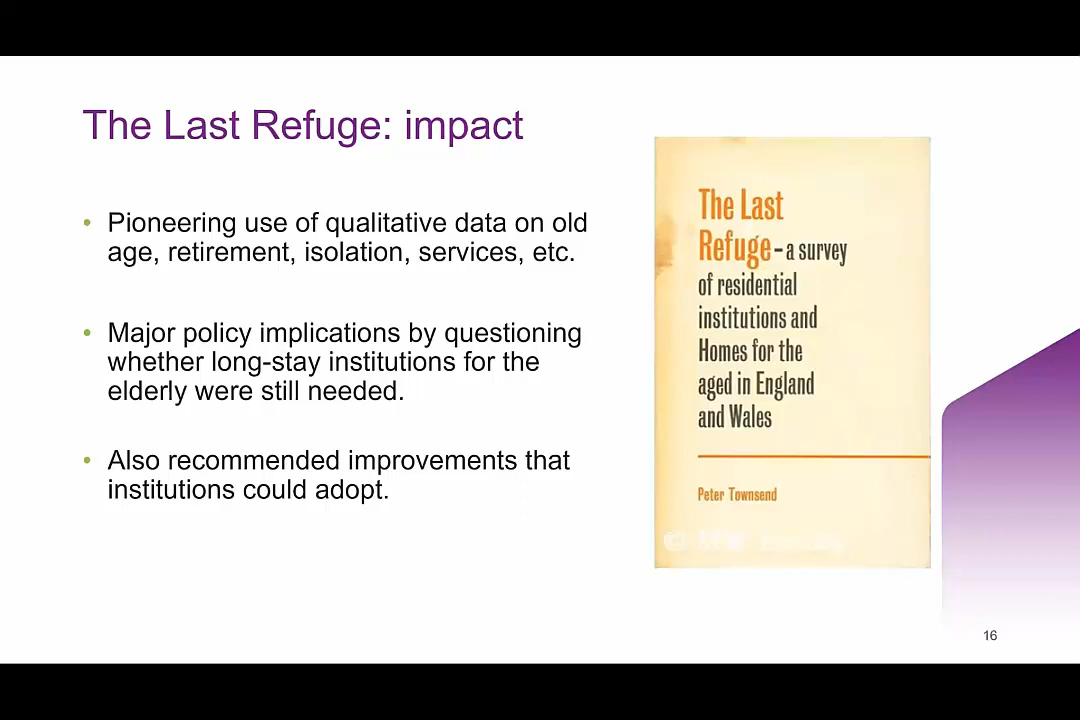 The Last Refuge: impact
• Pioneering use of qualitative data on old
age, retirement, isolation, services, etc.
• Major policy implications by questioning
whether long-stay institutions for the
elderly were still needed.
• Also recommended improvements that
institutions could adopt.
The Last
Refuge – a survey
of residential
institutions and
Homes for the
aged in England
and Wales
Peter Townsend
16